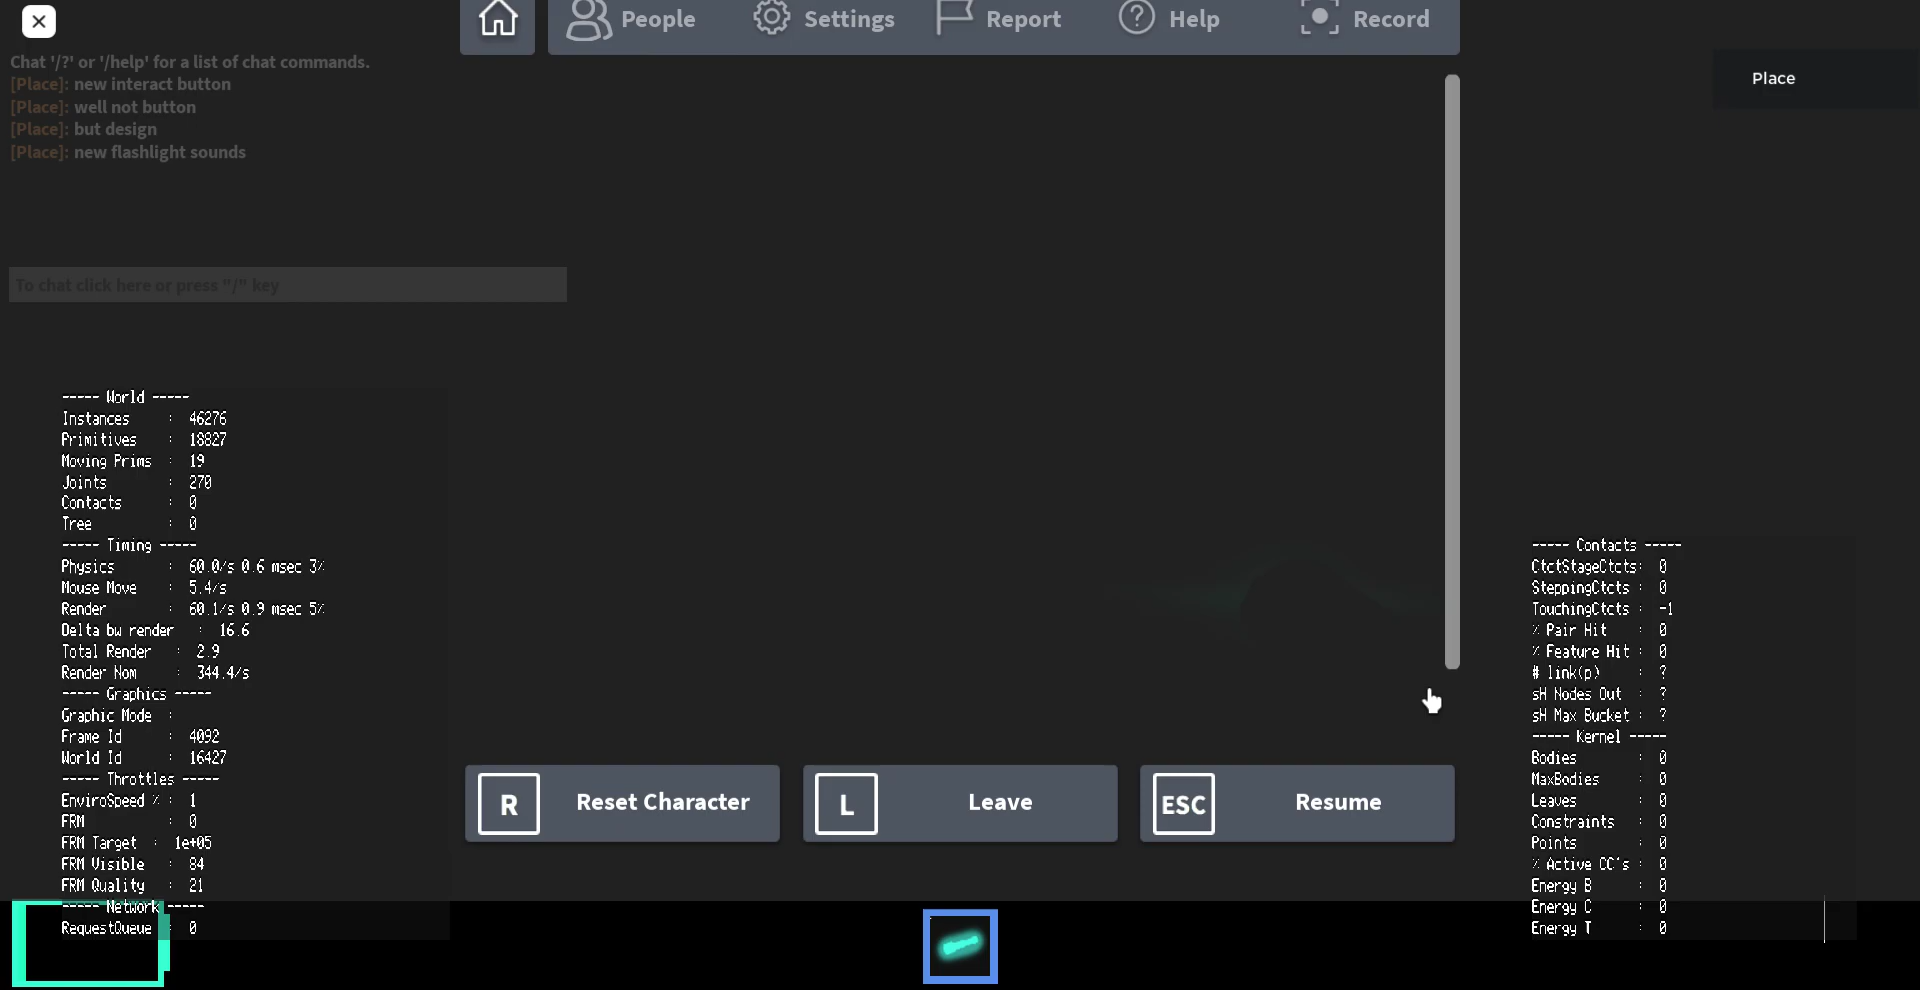 People
Settings
Report
Help
Record
Chat '/?' or '/help' for a list of chat commands.
[Place]: new interact button
[Place]: well not button
[Place]: but design
[Place]: new flashlight sounds
Place
To chat click here or press "/" key
----- World -----
Instances : 46276
Primitives : 18827
Moving Prims : 19
Joints : 270
Contacts : 0
Tree : 0
----- Timing -----
Physics : 60.0/s 0.6 msec 3%
Mouse Move : 5.4/s
Render : 60.1/s 0.9 msec 5%
Delta bw render : 16.6
Total Render : 2.9
Render Nom : 344.4/s
----- Graphics -----
Graphic Mode :
Frame Id : 4092
World Id : 16427
----- Throttles -----
EnviroSpeed % : 1
FRM : 0
FRM Target : 1e+05
FRM Visible : 84
FRM Quality : 21
----- Network -----
RequestQueue : 0
----- Contacts -----
CtctStageCtcts: 0
SteppingCtcts : 0
TouchingCtcts : -1
% Pair Hit : 0
% Feature Hit : 0
# link(p) : ?
sH Nodes Out : ?
sH Max Bucket : ?
----- Kernel -----
Bodies : 0
MaxBodies : 0
Leaves : 0
Constraints : 0
Points : 0
% Active CC's : 0
Energy B : 0
Energy C : 0
Energy T : 0
R Reset Character
L Leave
ESC Resume